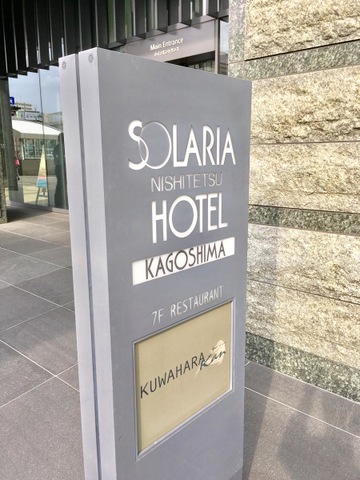 Main Entrance
SOLARIA
NISHITETSU
HOTEL
KAGOSHIMA
7F RESTAURANT
KUWAHARA